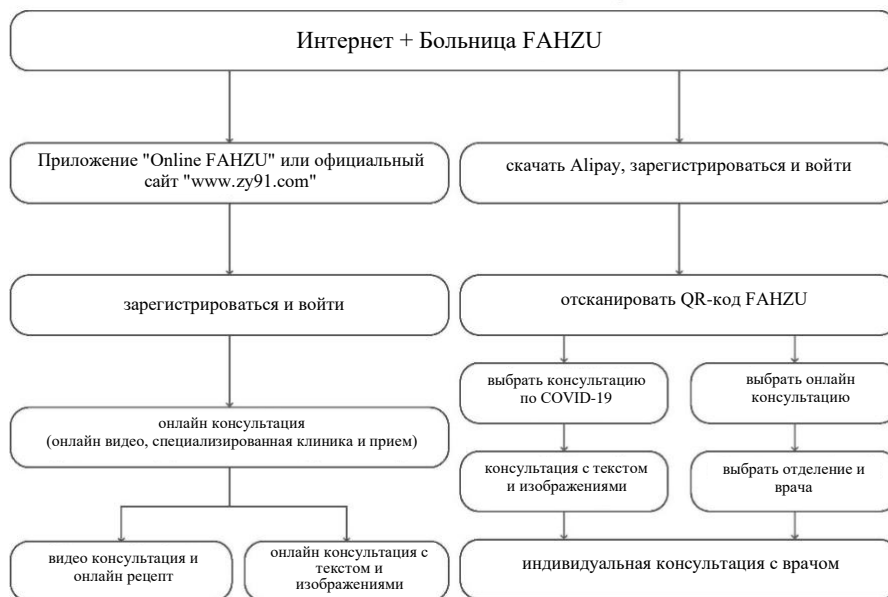 Интернет + Больница FAHZU
Приложение "Online FAHZU" или официальный
сайт "www.zy91.com"
скачать Alipay, зарегистрироваться и войти
зарегистрироваться и войти
отсканировать QR-код FAHZU
выбрать консультацию
по COVID-19
выбрать онлайн
консультацию
онлайн консультация
(онлайн видео, специализированная клиника и прием)
консультация с текстом
и изображениями
выбрать отделение и
врача
видео консультация и
онлайн рецепт
онлайн консультация с
текстом и
изображениями
индивидуальная консультация с врачом